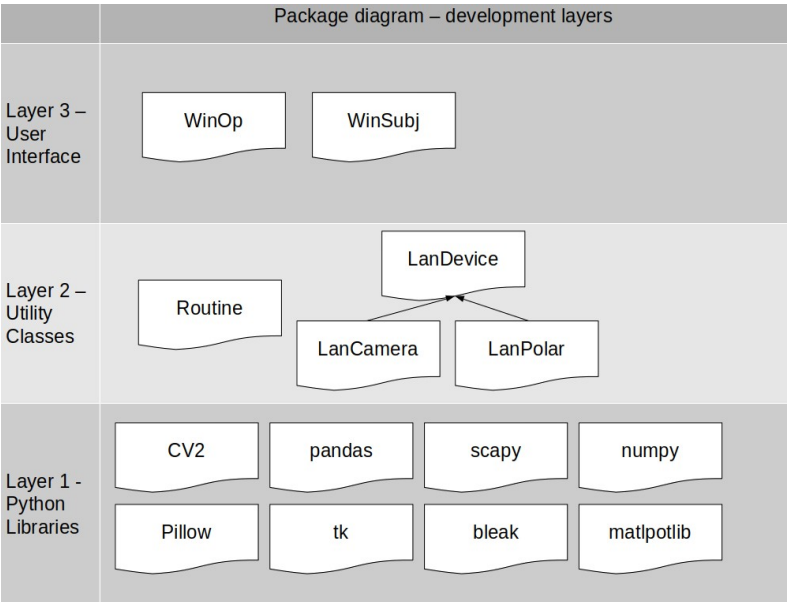 Package diagram – development layers
Layer 3 –
User
Interface
WinOp
WinSubj
Layer 2 –
Utility
Classes
Routine
LanDevice
LanCamera
LanPolar
Layer 1 -
Python
Libraries
CV2
pandas
scapy
numpy
Pillow
tk
bleak
matlpotlib